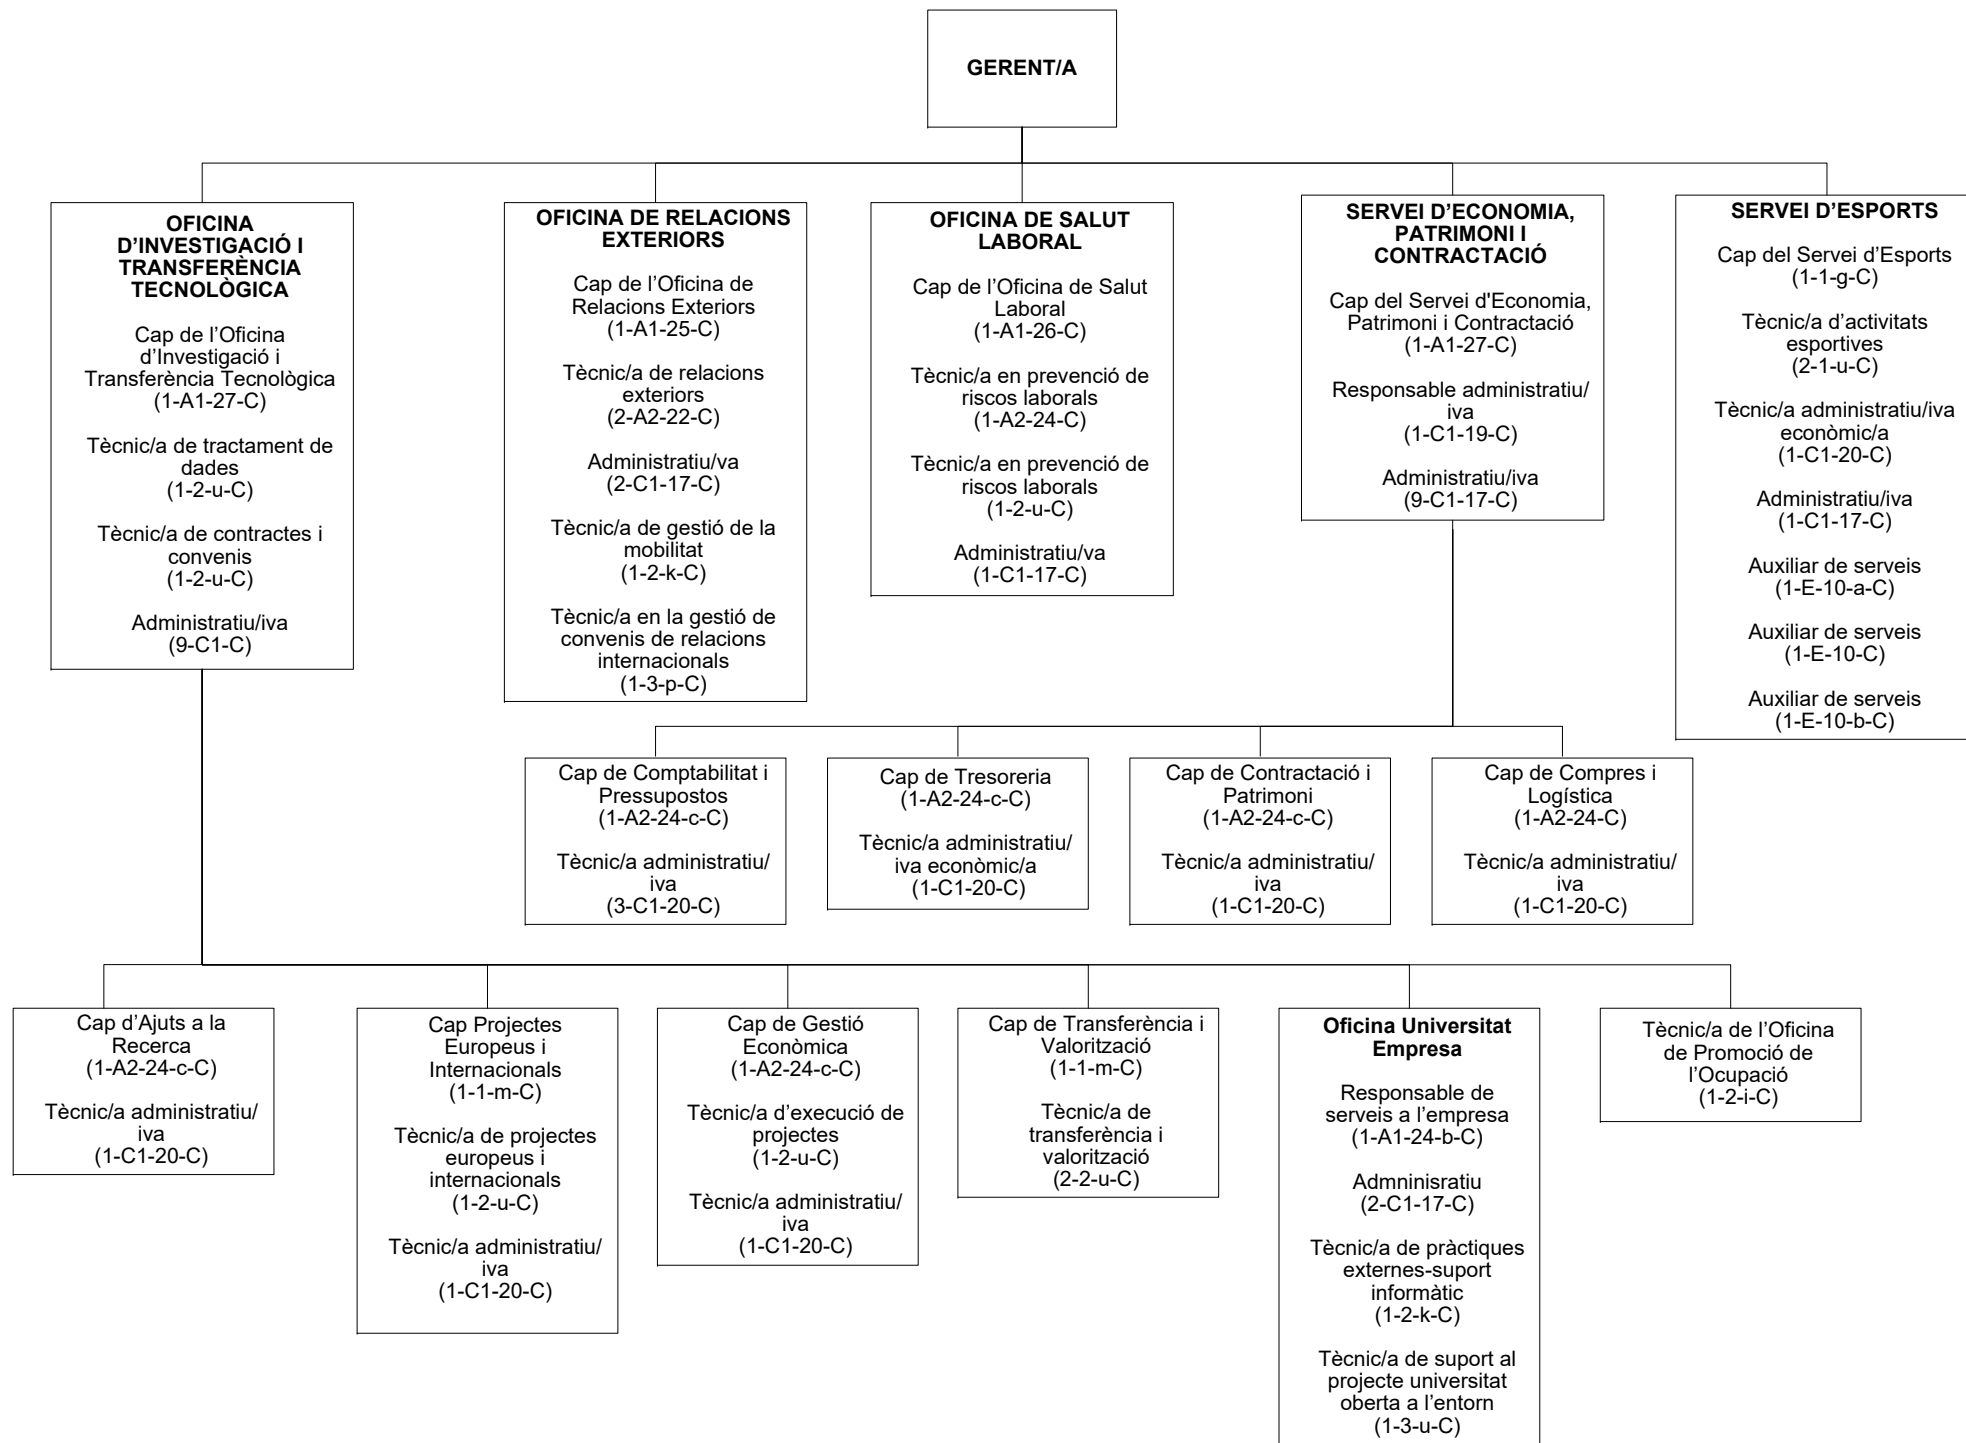 GERENT/A
OFICINA
D’INVESTIGACIÓ I
TRANSFERÈNCIA
TECNOLÒGICA
Cap de l’Oficina
d’Investigació i
Transferència Tecnològica
(1-A1-27-C)
Tècnic/a de tractament de
dades
(1-2-u-C)
Tècnic/a de contractes i
convenis
(1-2-u-C)
Administratiu/iva
(9-C1-C)
OFICINA DE RELACIONS
EXTERIORS
Cap de l’Oficina de
Relacions Exteriors
(1-A1-25-C)
Tècnic/a de relacions
exteriors
(2-A2-22-C)
Administratiu/va
(2-C1-17-C)
Tècnic/a de gestió de la
mobilitat
(1-2-k-C)
Tècnic/a en la gestió de
convenis de relacions
internacionals
(1-3-p-C)
OFICINA DE SALUT
LABORAL
Cap de l’Oficina de Salut
Laboral
(1-A1-26-C)
Tècnic/a en prevenció de
riscos laborals
(1-A2-24-C)
Tècnic/a en prevenció de
riscos laborals
(1-2-u-C)
Administratiu/va
(1-C1-17-C)
SERVEI D’ECONOMIA,
PATRIMONI I
CONTRACTACIÓ
Cap del Servei d'Economia,
Patrimoni i Contractació
(1-A1-27-C)
Responsable administratiu/
iva
(1-C1-19-C)
Administratiu/iva
(9-C1-17-C)
SERVEI D’ESPORTS
Cap del Servei d’Esports
(1-1-g-C)
Tècnic/a d’activitats
esportives
(2-1-u-C)
Tècnic/a administratiu/iva
econòmic/a
(1-C1-20-C)
Administratiu/iva
(1-C1-17-C)
Auxiliar de serveis
(1-E-10-a-C)
Auxiliar de serveis
(1-E-10-C)
Auxiliar de serveis
(1-E-10-b-C)
Cap de Comptabilitat i
Pressupostos
(1-A2-24-c-C)
Tècnic/a administratiu/
iva
(3-C1-20-C)
Cap de Tresoreria
(1-A2-24-c-C)
Tècnic/a administratiu/
iva econòmic/a
(1-C1-20-C)
Cap de Contractació i
Patrimoni
(1-A2-24-c-C)
Tècnic/a administratiu/
iva
(1-C1-20-C)
Cap de Compres i
Logística
(1-A2-24-C)
Tècnic/a administratiu/
iva
(1-C1-20-C)
Cap d’Ajuts a la
Recerca
(1-A2-24-c-C)
Tècnic/a administratiu/
iva
(1-C1-20-C)
Cap Projectes
Europeus i
Internacionals
(1-1-m-C)
Tècnic/a de projectes
europeus i
internacionals
(1-2-u-C)
Tècnic/a administratiu/
iva
(1-C1-20-C)
Cap de Gestió
Econòmica
(1-A2-24-c-C)
Tècnic/a d’execució de
projectes
(1-2-u-C)
Tècnic/a administratiu/
iva
(1-C1-20-C)
Cap de Transferència i
Valorització
(1-1-m-C)
Tècnic/a de
transferència i
valorització
(2-2-u-C)
Oficina Universitat
Empresa
Responsable de
serveis a l’empresa
(1-A1-24-b-C)
Admninisratiu
(2-C1-17-C)
Tècnic/a de pràctiques
externes-suport
informàtic
(1-2-k-C)
Tècnic/a de suport al
projecte universitat
oberta a l’entorn
(1-3-u-C)
Tècnic/a de l’Oficina
de Promoció de
l’Ocupació
(1-2-i-C)